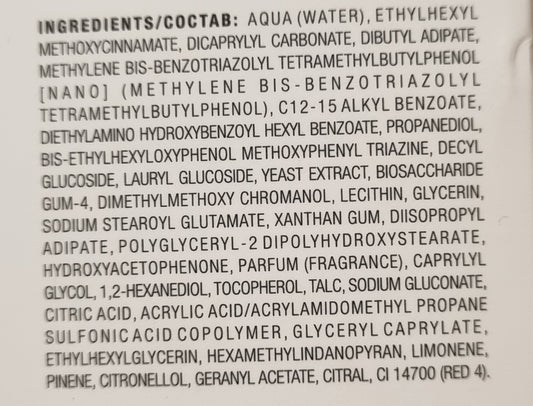 INGREDIENTS/СОСТАВ: AQUA (WATER), ETHYLHEXYL
METHOXYCINNAMATE, DICAPRYLYL CARBONATE, DIBUTYL ADIPATE,
METHYLENE BIS-BENZOTRIAZOLYL TETRAMETHYLBUTYLPHENOL
[NANO] (METHYLENE BIS-BENZOTRIAZOLYL
TETRAMETHYLBUTYLPHENOL), C12-15 ALKYL BENZOATE,
DIETHYLAMINO HYDROXYBENZOYL HEXYL BENZOATE, PROPANEDIOL,
BIS-ETHYLHEXYLOXYPHENOL METHOXYPHENYL TRIAZINE, DECYL
GLUCOSIDE, LAURYL GLUCOSIDE, YEAST EXTRACT, BIOSACCHARIDE
GUM-4, DIMETHYLMETHOXY CHROMANOL, LECITHIN, GLYCERIN,
SODIUM STEAROYL GLUTAMATE, XANTHAN GUM, DIISOPROPYL
ADIPATE, POLYGLYCERYL-2 DIPOLYHYDROXYSTEARATE,
HYDROXYACETOPHENONE, PARFUM (FRAGRANCE), CAPRYLYL
GLYCOL, 1,2-HEXANEDIOL, TOCOPHEROL, TALC, SODIUM GLUCONATE,
CITRIC ACID, ACRYLIC ACID/ACRYLAMIDOMETHYL PROPANE
SULFONIC ACID COPOLYMER, GLYCERYL CAPRYLATE,
ETHYLHEXYLGLYCERIN, HEXAMETHYLINDANOPYRAN, LIMONENE,
PINENE, CITRONELLOL, GERANYL ACETATE, CITRAL, CI 14700 (RED 4).